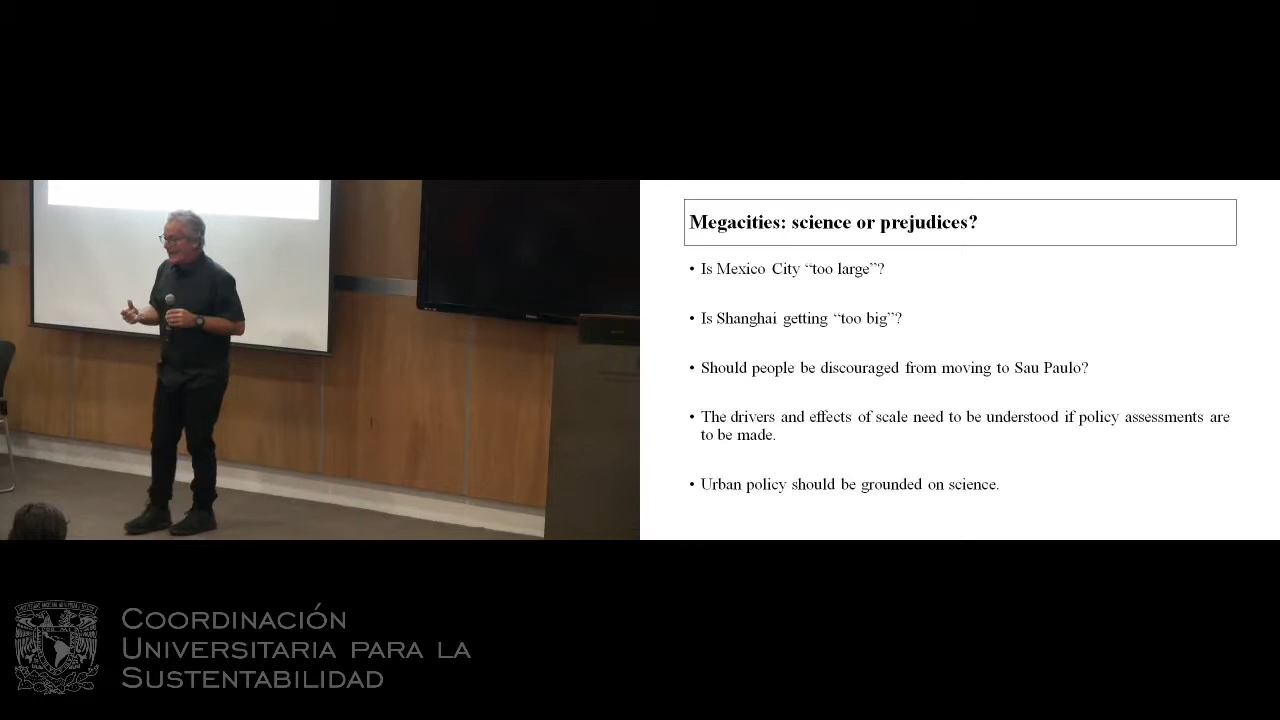 Megacities: science or prejudices?
• Is Mexico City “too large”?
• Is Shanghai getting “too big”?
• Should people be discouraged from moving to Sau Paulo?
• The drivers and effects of scale need to be understood if policy assessments are
to be made.
• Urban policy should be grounded on science.
COORDINACIÓN
UNIVERSITARIA PARA LA
SUSTENTABILIDAD